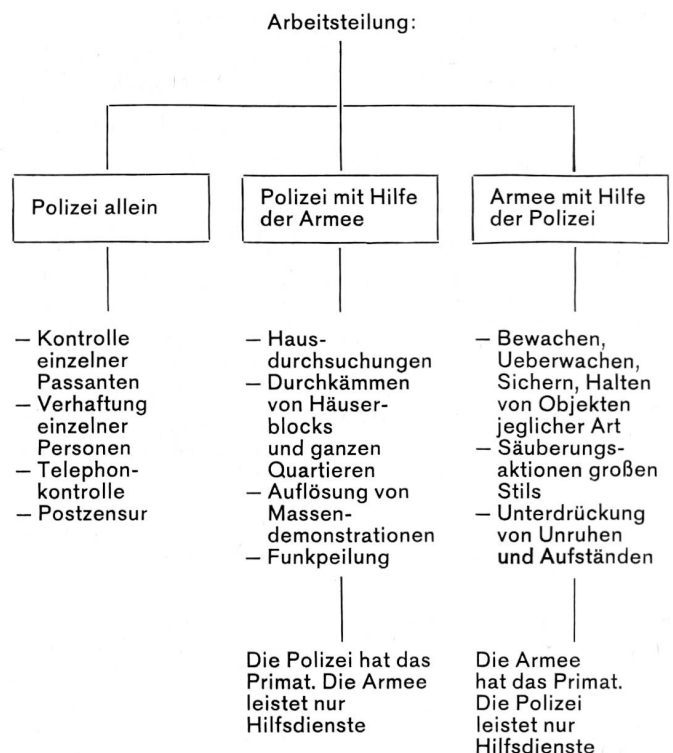 Arbeitsteilung:
Polizei allein
Polizei mit Hilfe
der Armee
Armee mit Hilfe
der Polizei
— Kontrolle
einzelner
Passanten
— Verhaftung
einzelner
Personen
— Telephon-
kontrolle
— Postzensur
— Haus-
durchsuchungen
— Durchkämmen
von Häuser-
blocks
und ganzen
Quartieren
— Auflösung von
Massen-
demonstrationen
— Funkpeilung
— Bewachen,
Ueberwachen,
Sichern, Halten
von Objekten
jeglicher Art
— Säuberungs-
aktionen großen
Stils
— Unterdrückung
von Unruhen
und Aufständen
Die Polizei hat das
Primat. Die Armee
leistet nur
Hilfsdienste
Die Armee
hat das Primat.
Die Polizei
leistet nur
Hilfsdienste